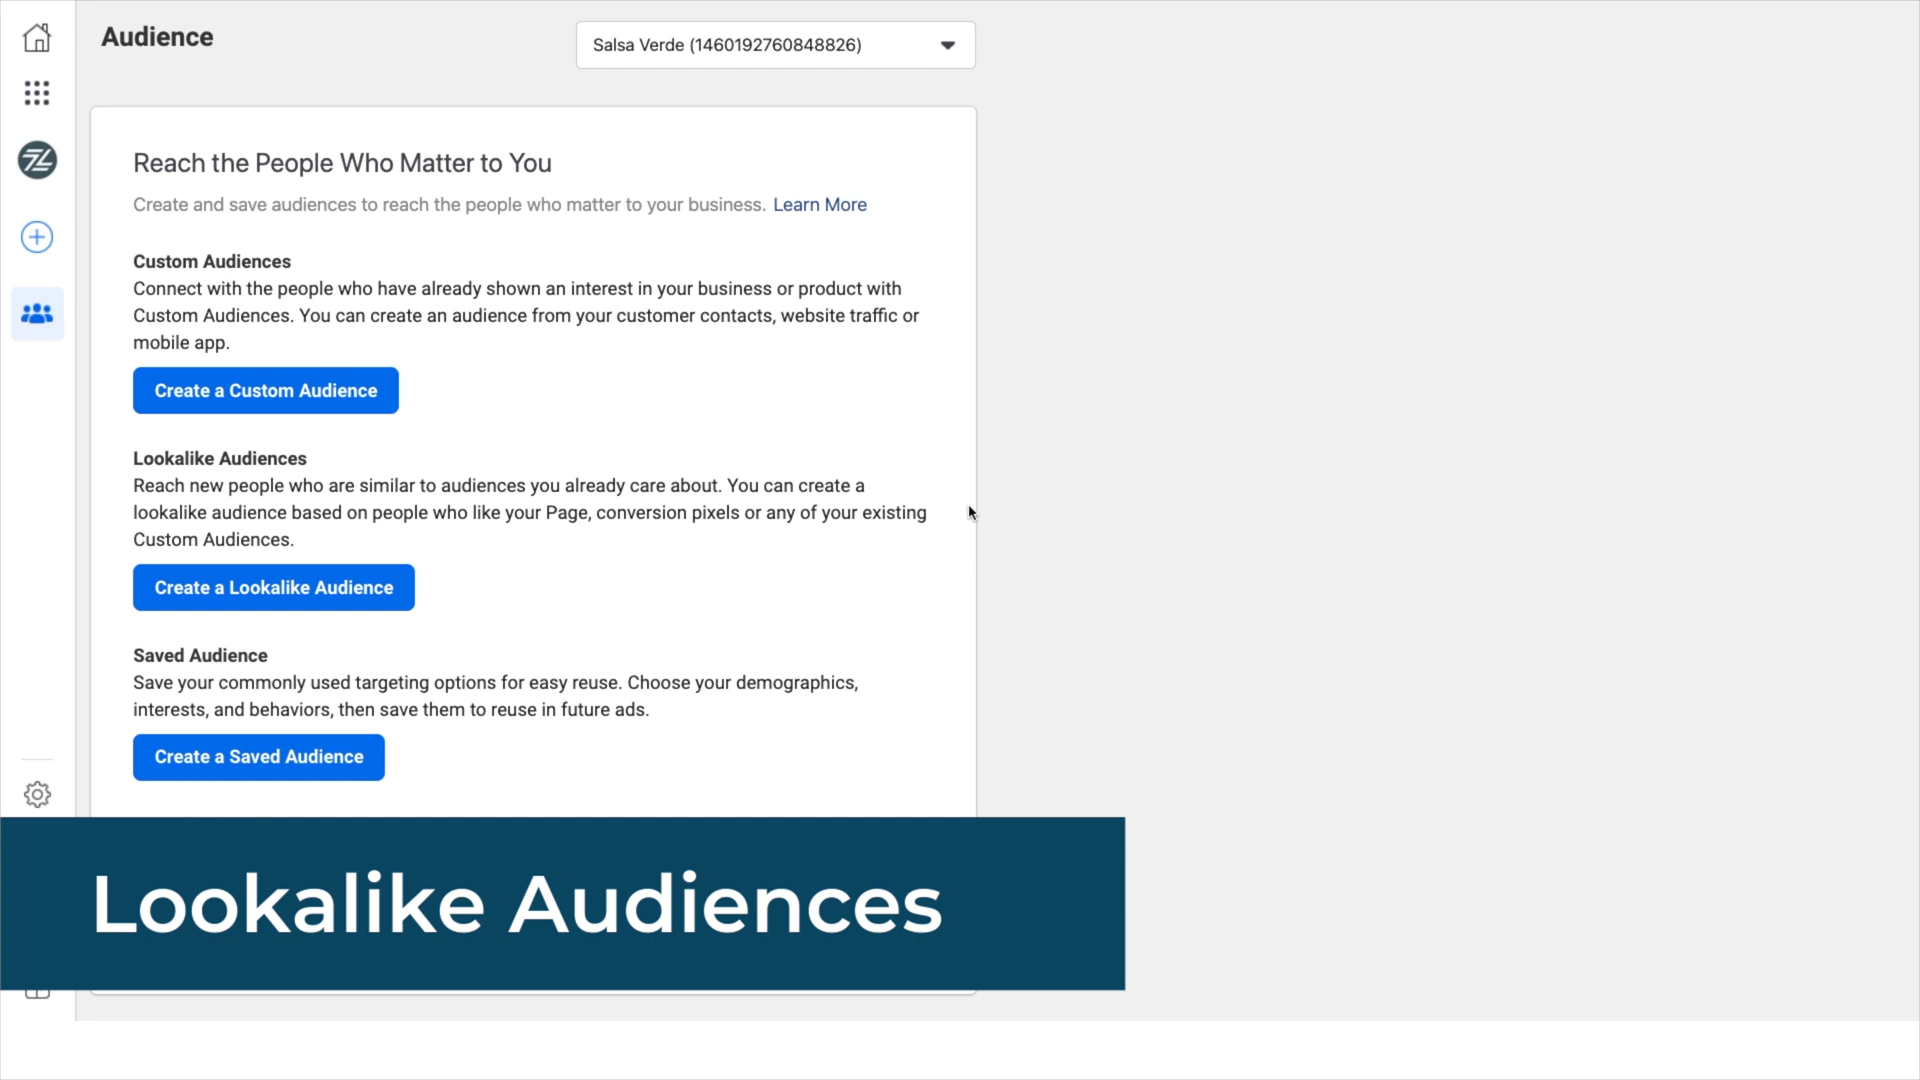 Audience
Salsa Verde (1460192760848826)
Reach the People Who Matter to You
Create and save audiences to reach the people who matter to your business. Learn More
Custom Audiences
Connect with the people who have already shown an interest in your business or product with
Custom Audiences. You can create an audience from your customer contacts, website traffic or
mobile app.
Create a Custom Audience
Lookalike Audiences
Reach new people who are similar to audiences you already care about. You can create a
lookalike audience based on people who like your Page, conversion pixels or any of your existing
Custom Audiences.
Create a Lookalike Audience
Saved Audience
Save your commonly used targeting options for easy reuse. Choose your demographics,
interests, and behaviors, then save them to reuse in future ads.
Create a Saved Audience
Lookalike Audiences